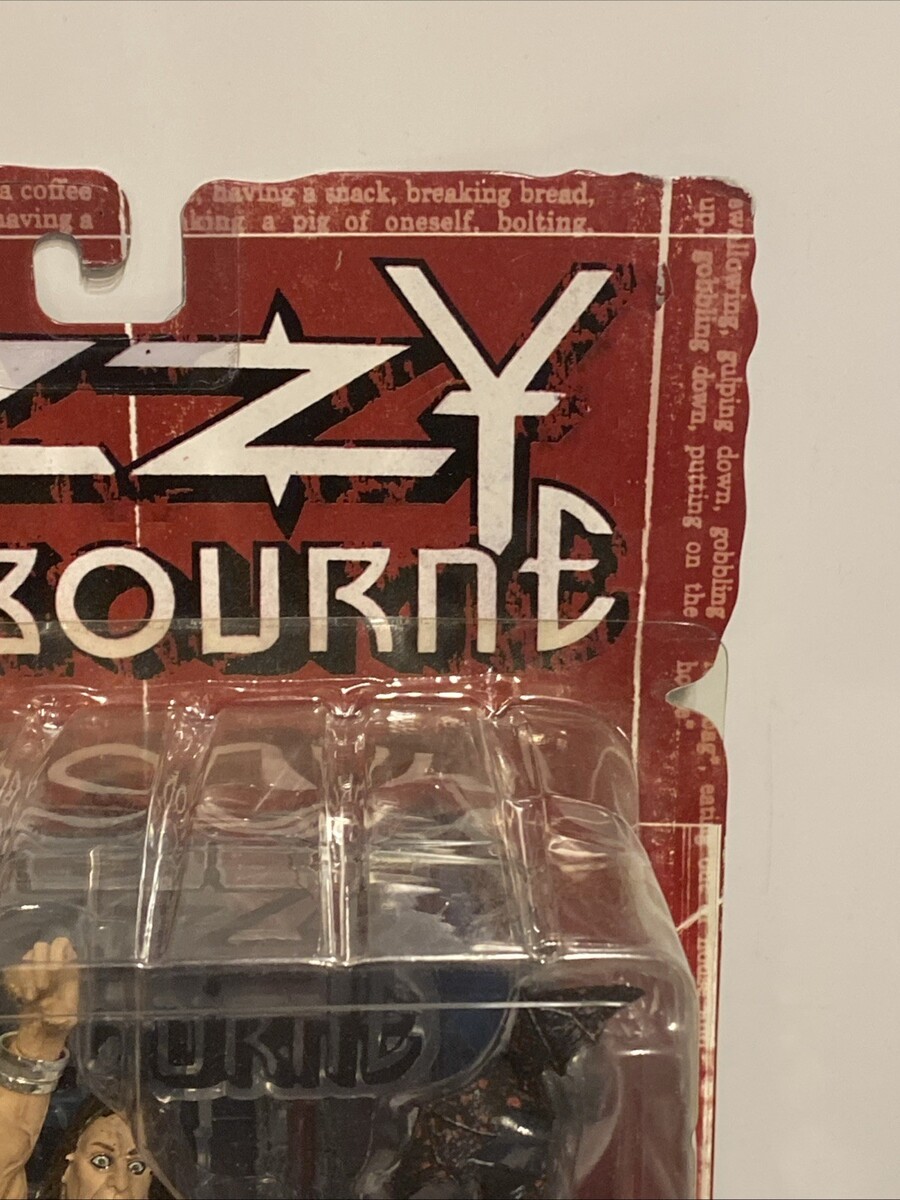 a coffee , having a snack, breaking bread,
having a king a pig of oneself, bolting,
ZZY
BOURNE
swallowing, gulping down, gobbling
up, gobbling down, putting on the